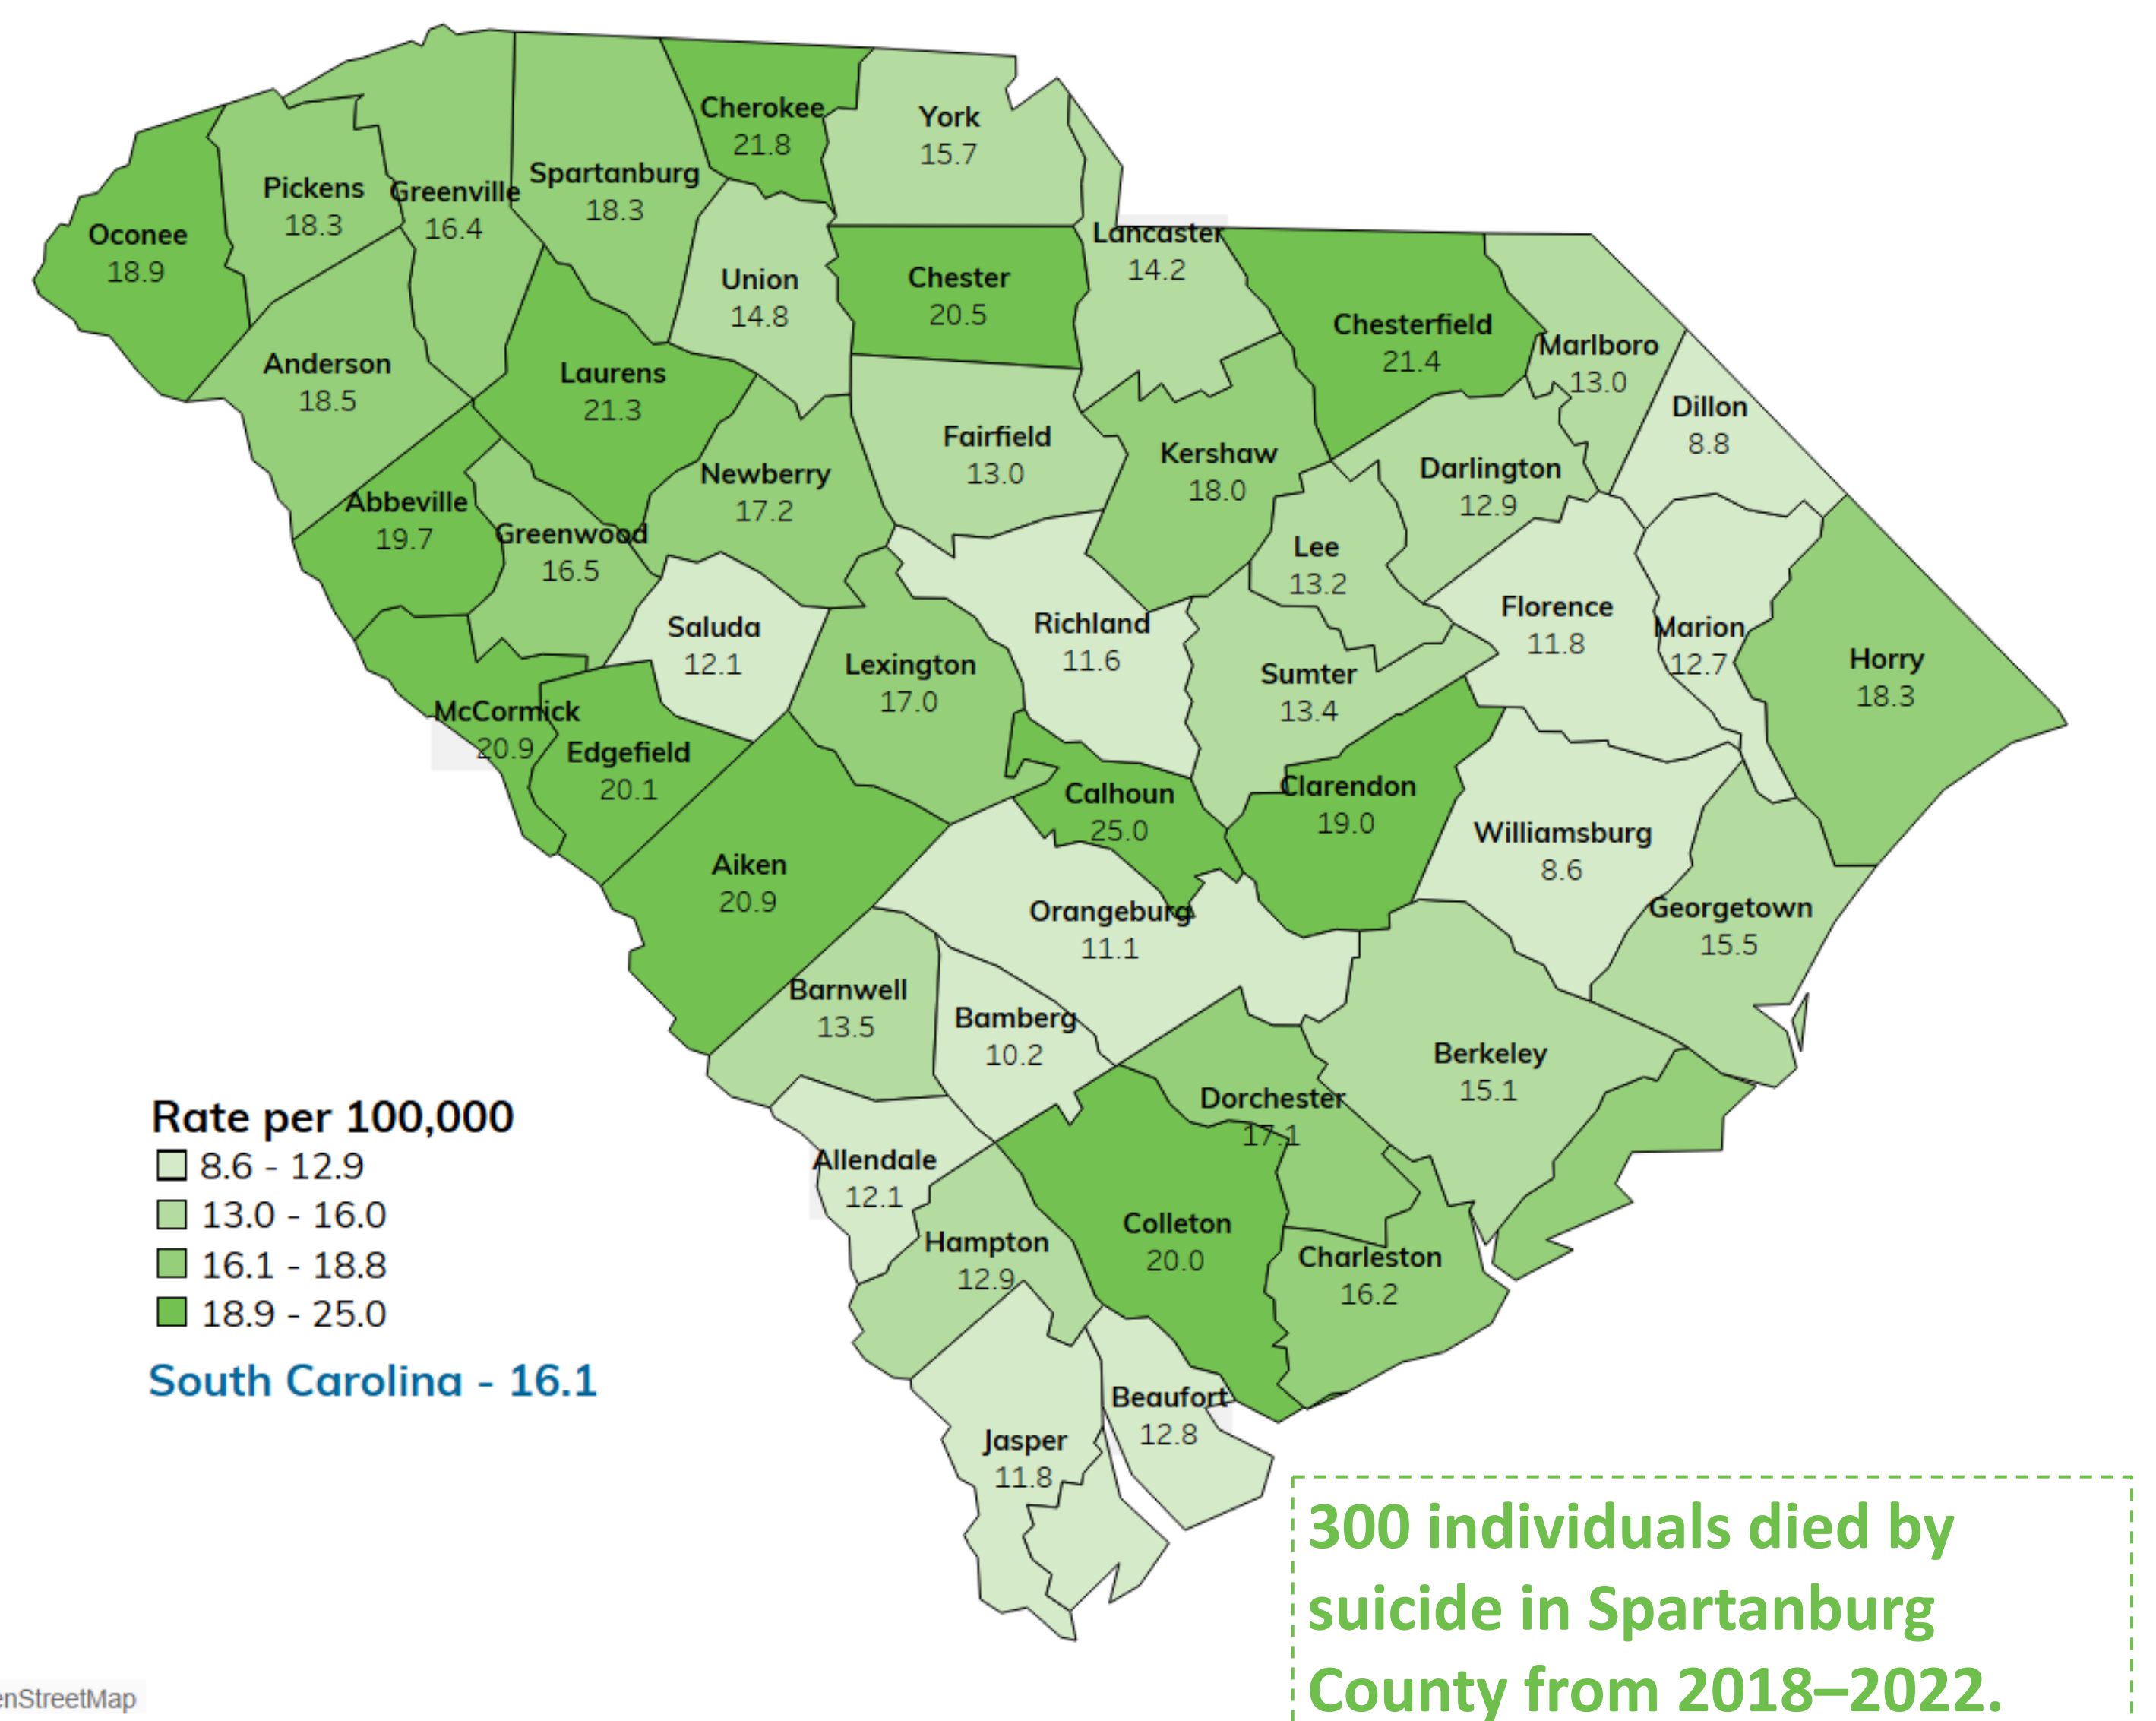 Cherokee
21.8
York
15.7
Spartanburg
18.3
Pickens
18.3
Greenville
16.4
Oconee
18.9
Lancaster
14.2
Union
14.8
Chester
20.5
Chesterfield
21.4
Marlboro
13.0
Anderson
18.5
Laurens
21.3
Dillon
8.8
Fairfield
13.0
Kershaw
18.0
Newberry
17.2
Darlington
12.9
Abbeville
19.7
Greenwood
16.5
Lee
13.2
Saluda
12.1
Richland
11.6
Florence
11.8
Marion
12.7
Lexington
17.0
Sumter
13.4
Horry
18.3
McCormick
20.9
Edgefield
20.1
Calhoun
25.0
Clarendon
19.0
Williamsburg
8.6
Aiken
20.9
Orangeburg
11.1
Georgetown
15.5
Barnwell
13.5
Bamberg
10.2
Berkeley
15.1
Dorchester
17.1
Allendale
12.1
Colleton
20.0
Hampton
12.9
Charleston
16.2
Beaufort
12.8
Jasper
11.8
Rate per 100,000
8.6 - 12.9
13.0 - 16.0
16.1 - 18.8
18.9 - 25.0
South Carolina - 16.1
300 individuals died by
suicide in Spartanburg
County from 2018–2022.
enStreetMap